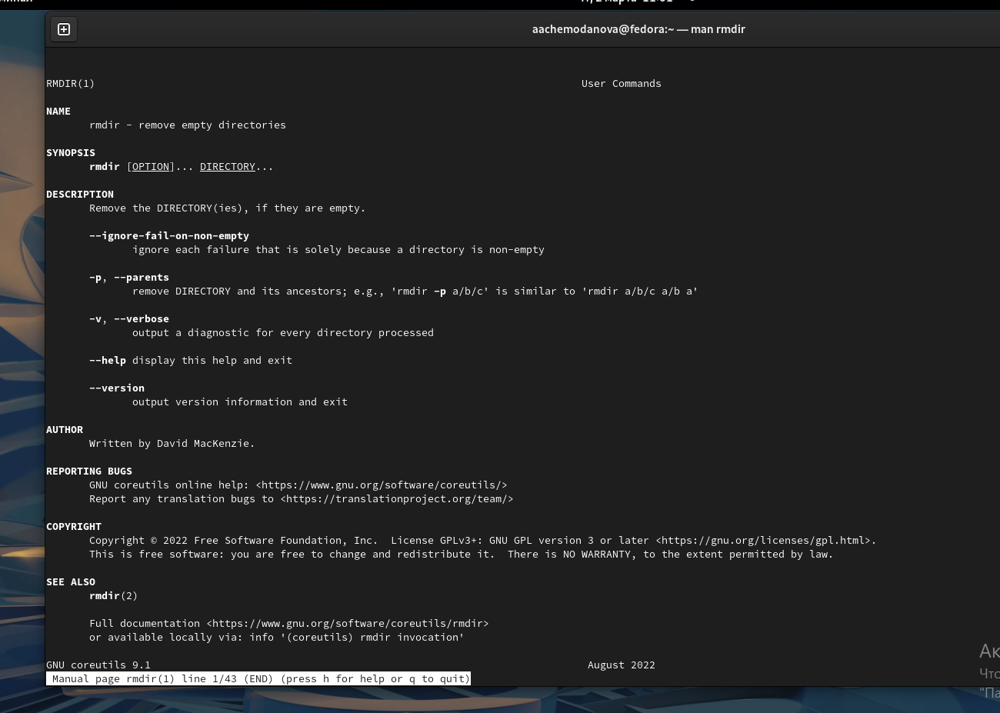 aachemodanova@fedora:~ — man rmdir
RMDIR(1) User Commands
NAME
rmdir - remove empty directories
SYNOPSIS
rmdir [OPTION]... DIRECTORY...
DESCRIPTION
Remove the DIRECTORY(ies), if they are empty.
--ignore-fail-on-non-empty
ignore each failure that is solely because a directory is non-empty
-p, --parents
remove DIRECTORY and its ancestors; e.g., 'rmdir -p a/b/c' is similar to 'rmdir a/b/c a/b a'
-v, --verbose
output a diagnostic for every directory processed
--help display this help and exit
--version
output version information and exit
AUTHOR
Written by David MacKenzie.
REPORTING BUGS
GNU coreutils online help: <https://www.gnu.org/software/coreutils/>
Report any translation bugs to <https://translationproject.org/team/>
COPYRIGHT
Copyright © 2022 Free Software Foundation, Inc.  License GPLv3+: GNU GPL version 3 or later <https://gnu.org/licenses/gpl.html>.
This is free software: you are free to change and redistribute it.  There is NO WARRANTY, to the extent permitted by law.
SEE ALSO
rmdir(2)
Full documentation <https://www.gnu.org/software/coreutils/rmdir>
or available locally via: info '(coreutils) rmdir invocation'
GNU coreutils 9.1 August 2022
Manual page rmdir(1) line 1/43 (END) (press h for help or q to quit)
Ак
Что
"Па